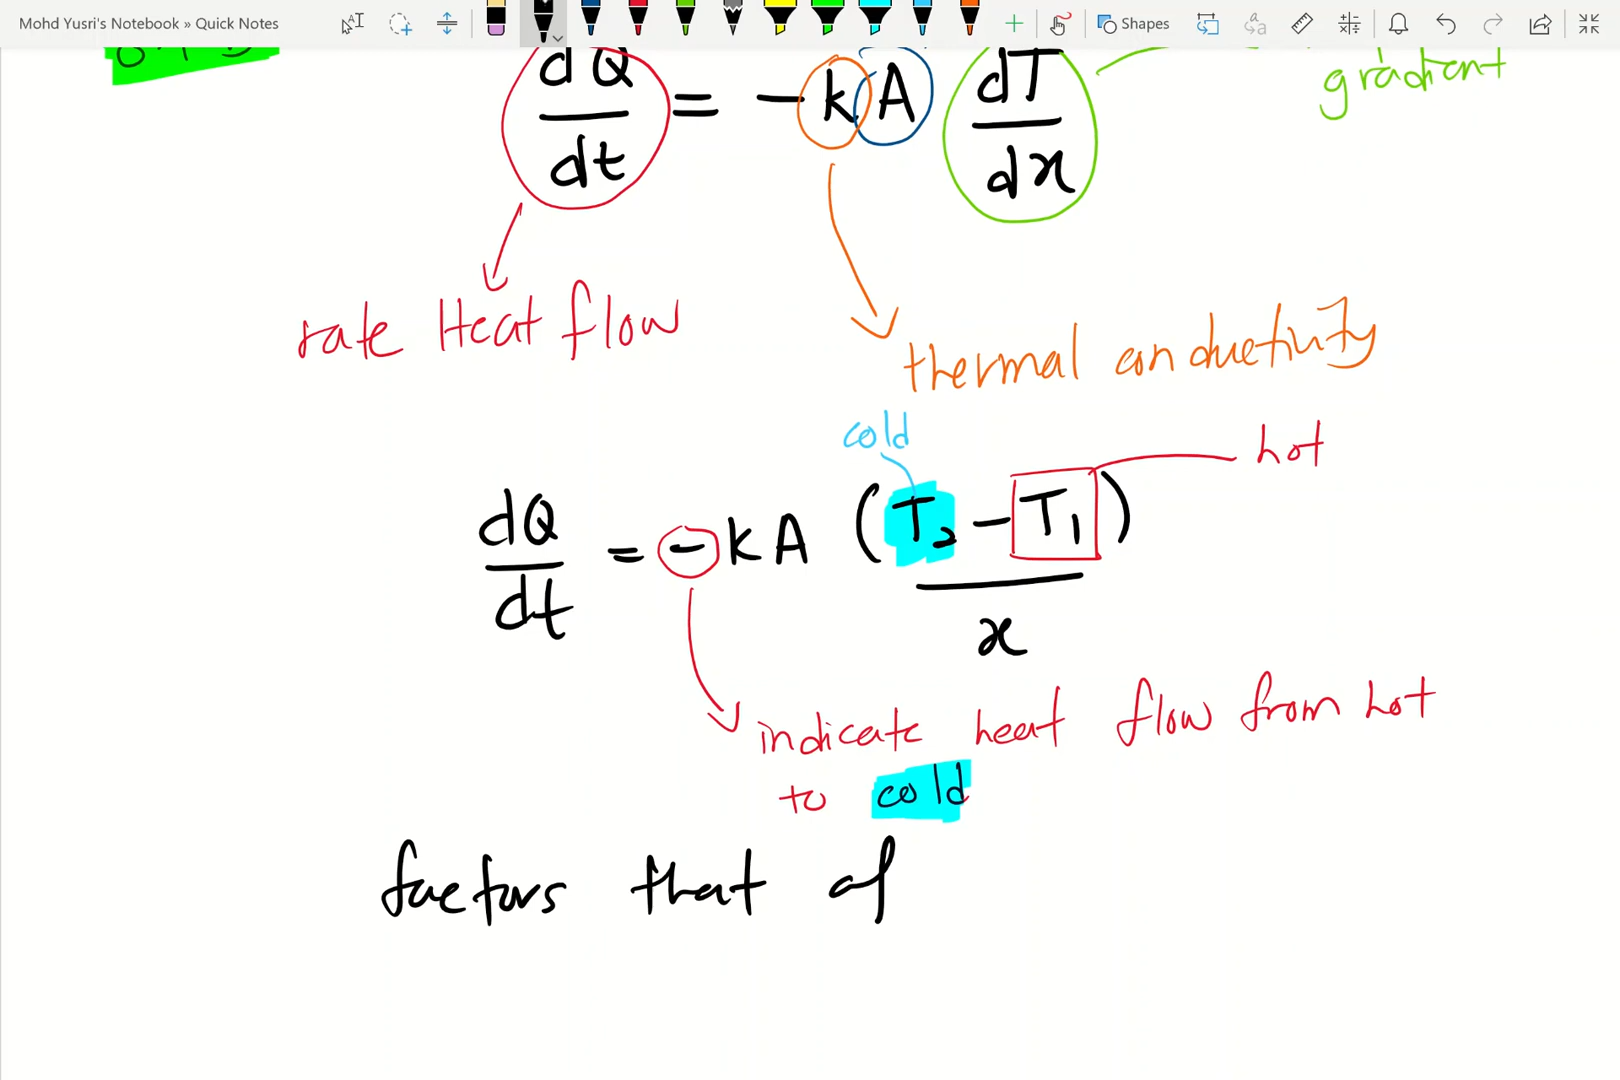 Mohd Yusri's Notebook » Quick Notes
Shapes
dQ/dt = -kA dT/dx
gradient
rate Heat flow
thermal conductivity
cold
hot
dQ/dt = -kA (T₂ - T₁)/x
indicate heat flow from hot
to cold
factors that af